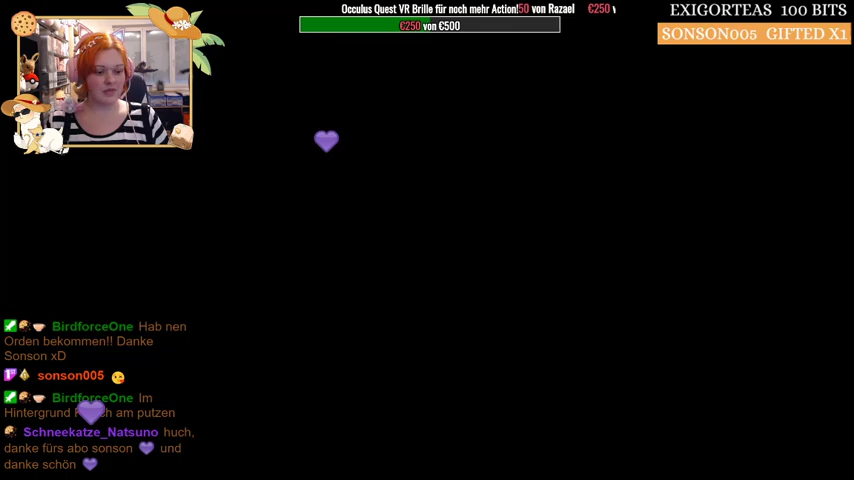 Occulus Quest VR Brille für noch mehr Action!50 von Razael €250
€250 von €500
EXIGORTEAS 100 BITS
SONSON005 GIFTED X1
BirdforceOne Hab nen
Orden bekommen!! Danke
Sonson xD
sonson005
BirdforceOne Im
Hintergrund am putzen
Schneekatze_Natsuno huch,
danke fürs abo sonson 💜 und
danke schön 💜